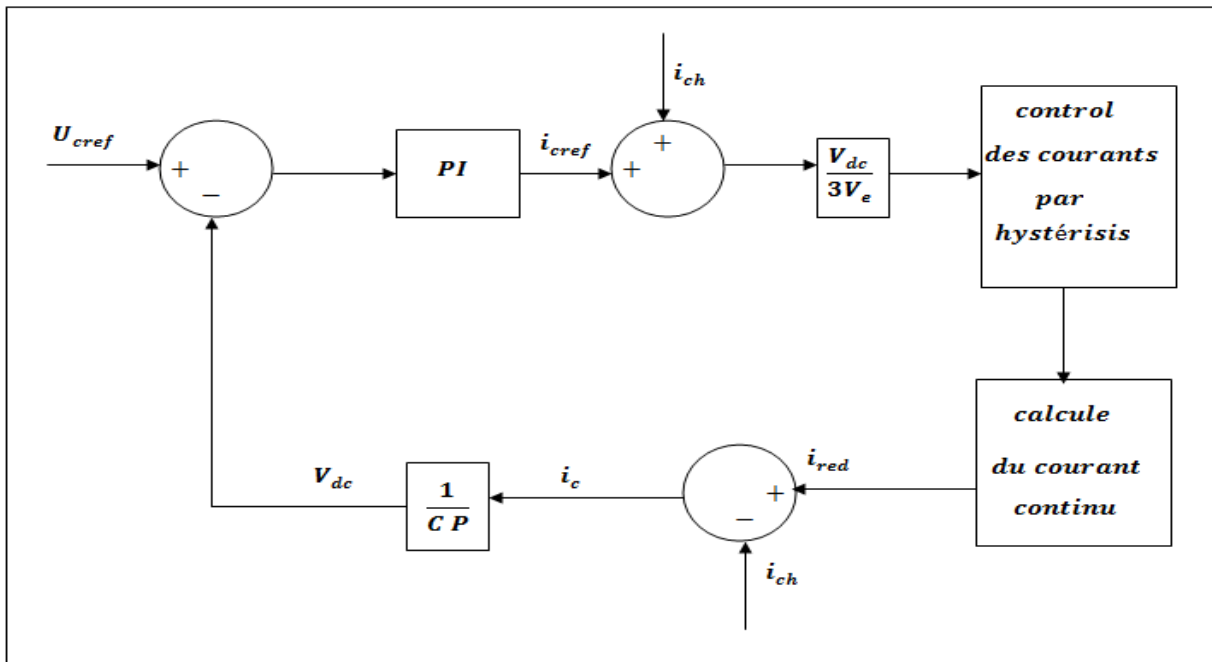 i_ch
U_cref
+
−
PI
i_cref
+
+
V_dc
3V_e
control
des courants
par
hystérisis
calcule
du courant
continu
i_red
+
−
i_c
1
C P
V_dc
i_ch